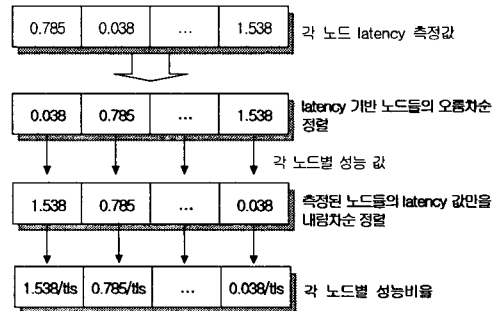 0.785 0.038 ... 1.538 각 노드 latency 측정값
0.038 0.785 ... 1.538 latency 기반 노드들의 오름차순
정렬
각 노드별 성능 값
1.538 0.785 ... 0.038 측정된 노드들의 latency 값만을
내림차순 정렬
1.538/tls 0.785/tls ... 0.038/tls 각 노드별 성능비율